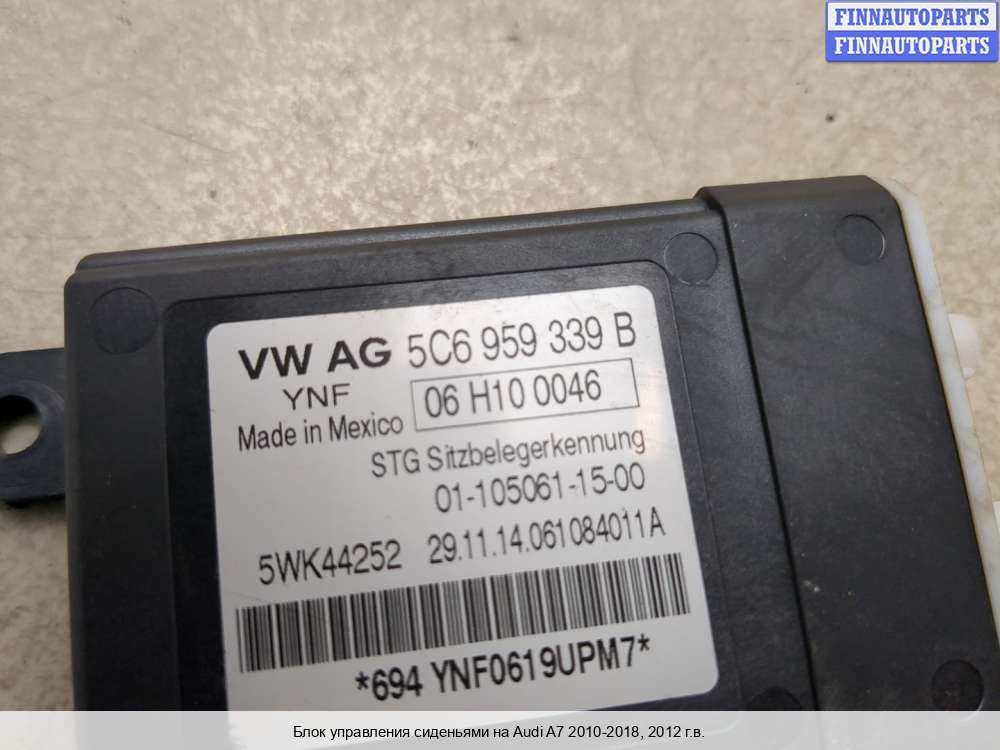 FINNAUTOPARTS
FINNAUTOPARTS
VW AG 5C6 959 339 B
YNF 06 H10 0046
Made in Mexico
STG Sitzbelegerkennung
01-105061-15-00
5WK44252 29.11.14.061084011A
*694 YNF0619UPM7*
Блок управления сиденьями на Audi A7 2010-2018, 2012 г.в.